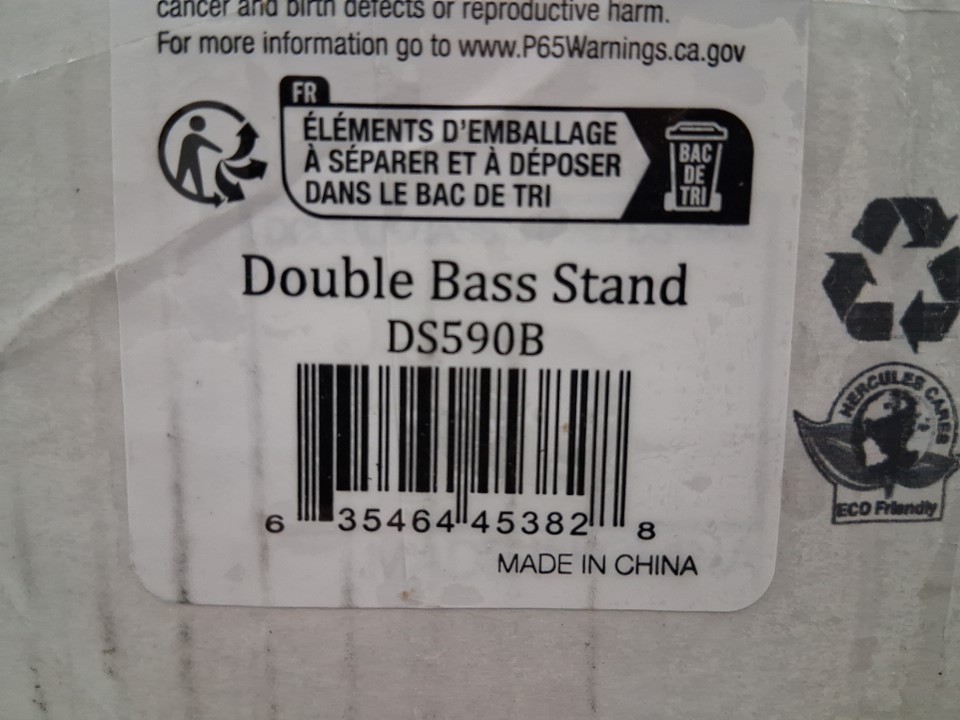 cancer and birth defects or reproductive harm.
For more information go to www.P65Warnings.ca.gov
FR
ÉLÉMENTS D'EMBALLAGE
À SÉPARER ET À DÉPOSER
DANS LE BAC DE TRI
BAC
DE
TRI
Double Bass Stand
DS590B
6 35464 45382 8
MADE IN CHINA
HERCULES CARES
ECO Friendly